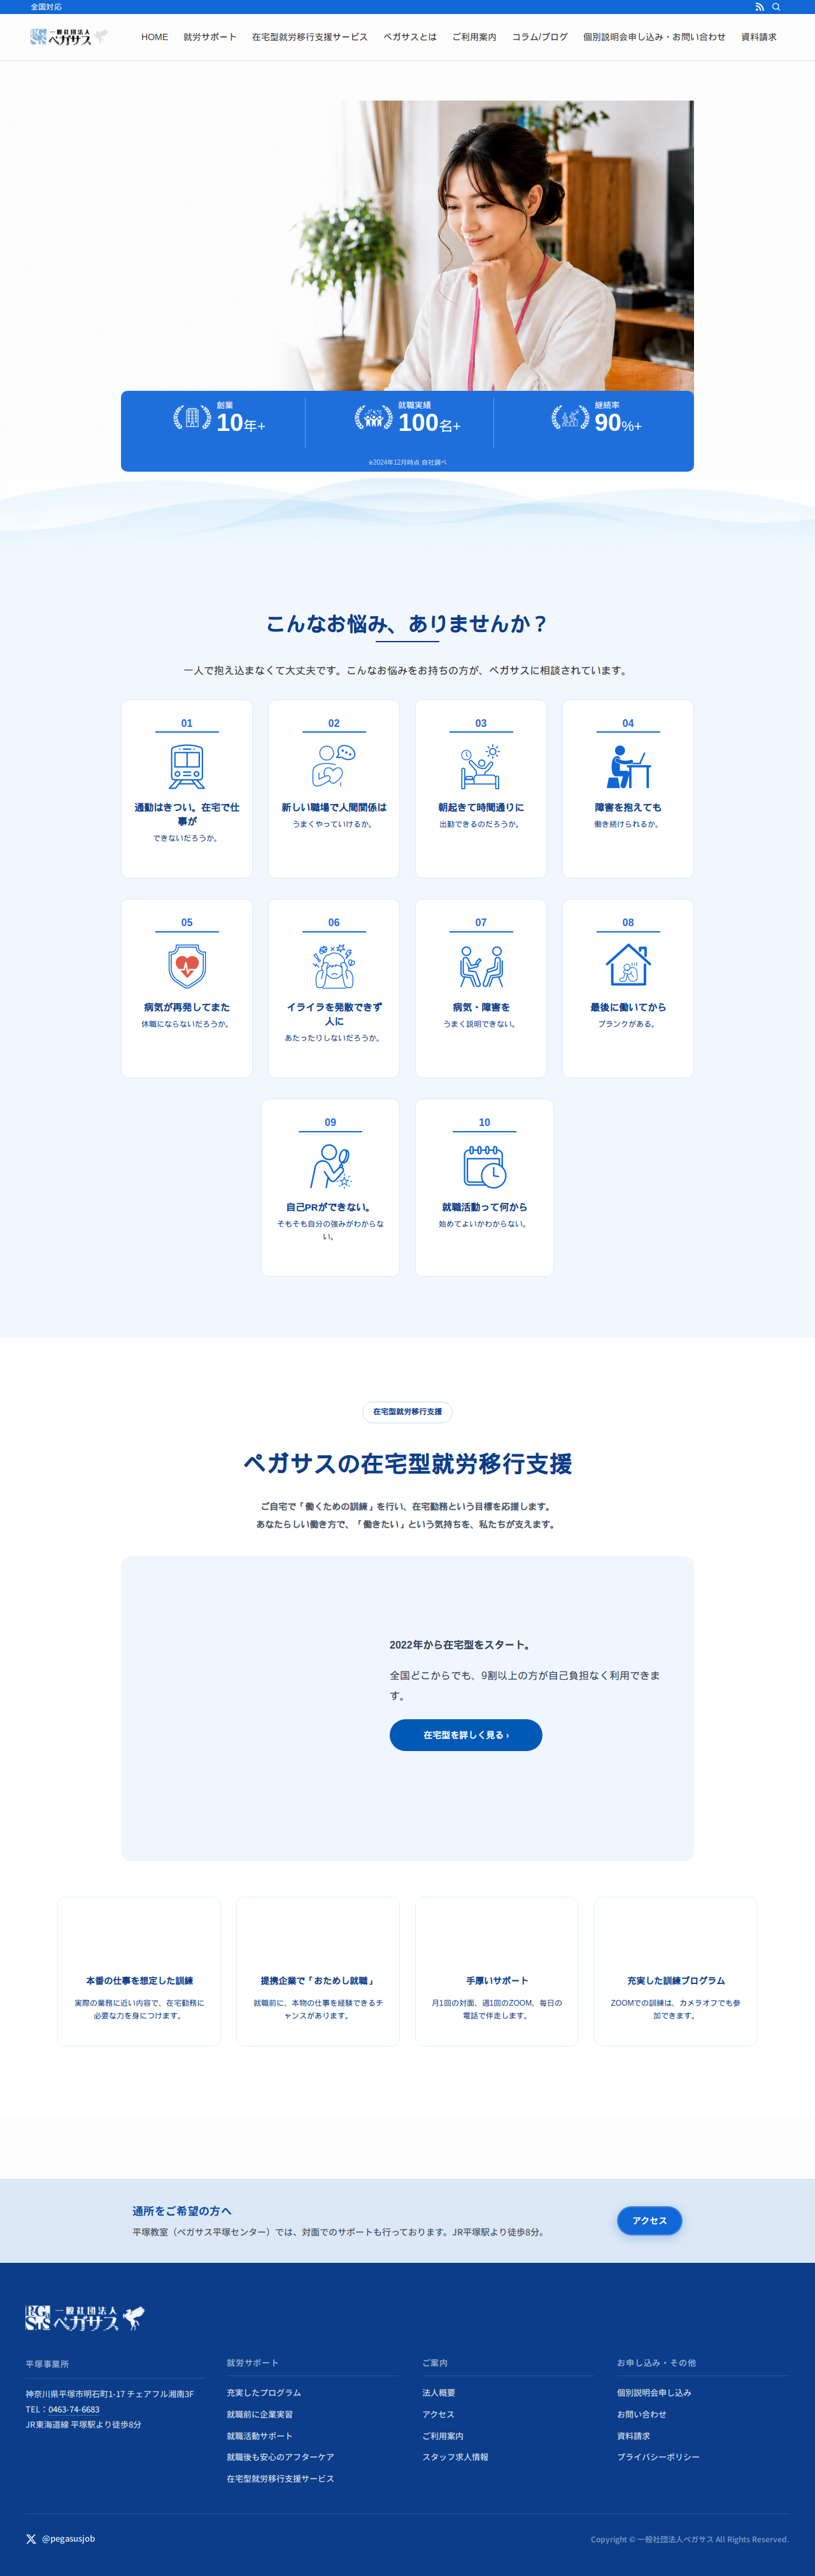 全国対応
一般社団法人
ペガサス
HOME
就労サポート
在宅型就労移行支援サービス
ペガサスとは
ご利用案内
コラム/ブログ
個別説明会申し込み・お問い合わせ
資料請求
創業
10年+
就職実績
100名+
継続率
90%+
※2024年12月時点 自社調べ
こんなお悩み、ありませんか？
一人で抱え込まなくて大丈夫です。こんなお悩みをお持ちの方が、ペガサスに相談されています。
01
通勤はきつい。在宅で仕
事が
できないだろうか。
02
新しい職場で人間関係は
うまくやっていけるか。
03
朝起きて時間通りに
出勤できるのだろうか。
04
障害を抱えても
働き続けられるか。
05
病気が再発してまた
休職にならないだろうか。
06
イライラを発散できず
人に
あたったりしないだろうか。
07
病気・障害を
うまく説明できない。
08
最後に働いてから
ブランクがある。
09
自己PRができない。
そもそも自分の強みがわからな
い。
10
就職活動って何から
始めてよいかわからない。
在宅型就労移行支援
ペガサスの在宅型就労移行支援
ご自宅で「働くための訓練」を行い、在宅勤務という目標を応援します。
あなたらしい働き方で、「働きたい」という気持ちを、私たちが支えます。
2022年から在宅型をスタート。
全国どこからでも、9割以上の方が自己負担なく利用できま
す。
在宅型を詳しく見る ›
本番の仕事を想定した訓練
実際の業務に近い内容で、在宅勤務に
必要な力を身につけます。
提携企業で「おためし就職」
就職前に、本物の仕事を経験できるチ
ャンスがあります。
手厚いサポート
月1回の対面、週1回のZOOM、毎日の
電話で伴走します。
充実した訓練プログラム
ZOOMでの訓練は、カメラオフでも参
加できます。
通所をご希望の方へ
平塚教室（ペガサス平塚センター）では、対面でのサポートも行っております。JR平塚駅より徒歩8分。
アクセス
一般社団法人
ペガサス
平塚事業所
神奈川県平塚市明石町1-17 チェアフル湘南3F
TEL：0463-74-6683
JR東海道線 平塚駅より徒歩8分
就労サポート
充実したプログラム
就職前に企業実習
就職活動サポート
就職後も安心のアフターケア
在宅型就労移行支援サービス
ご案内
法人概要
アクセス
ご利用案内
スタッフ求人情報
お申し込み・その他
個別説明会申し込み
お問い合わせ
資料請求
プライバシーポリシー
@pegasusjob
Copyright © 一般社団法人ペガサス All Rights Reserved.